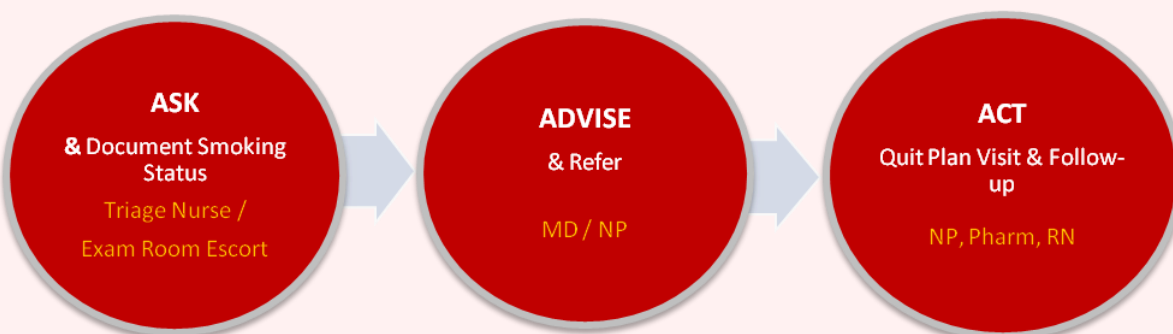 ASK
& Document Smoking
Status
Triage Nurse /
Exam Room Escort
ADVISE
& Refer
MD / NP
ACT
Quit Plan Visit & Follow-
up
NP, Pharm, RN